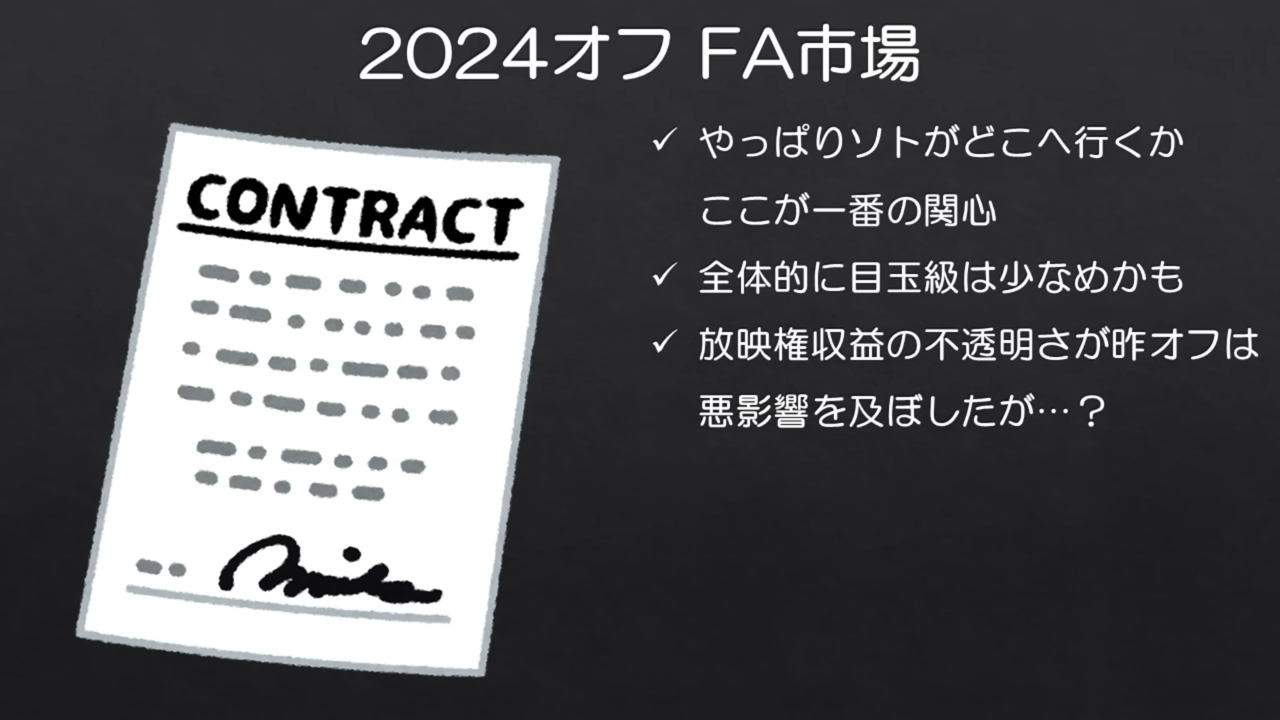 2024オフ FA市場
CONTRACT
✓ やっぱりソトがどこへ行くか
ここが一番の関心
✓ 全体的に目玉級は少なめかも
✓ 放映権収益の不透明さが昨オフは
悪影響を及ぼしたが…？